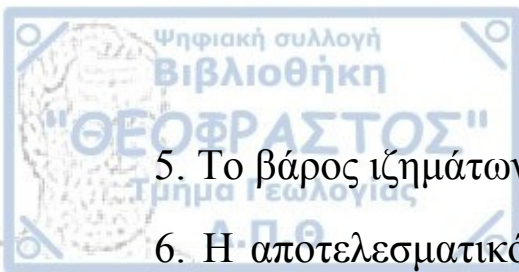 Ψηφιακή συλλογή
Βιβλιοθήκη
"ΘΕΟΦΡΑΣΤΟΣ"
5. Το βάρος ιζημάτων
Τμήμα Γεωλογίας
Α.Π.Θ
6. Η αποτελεσματικό